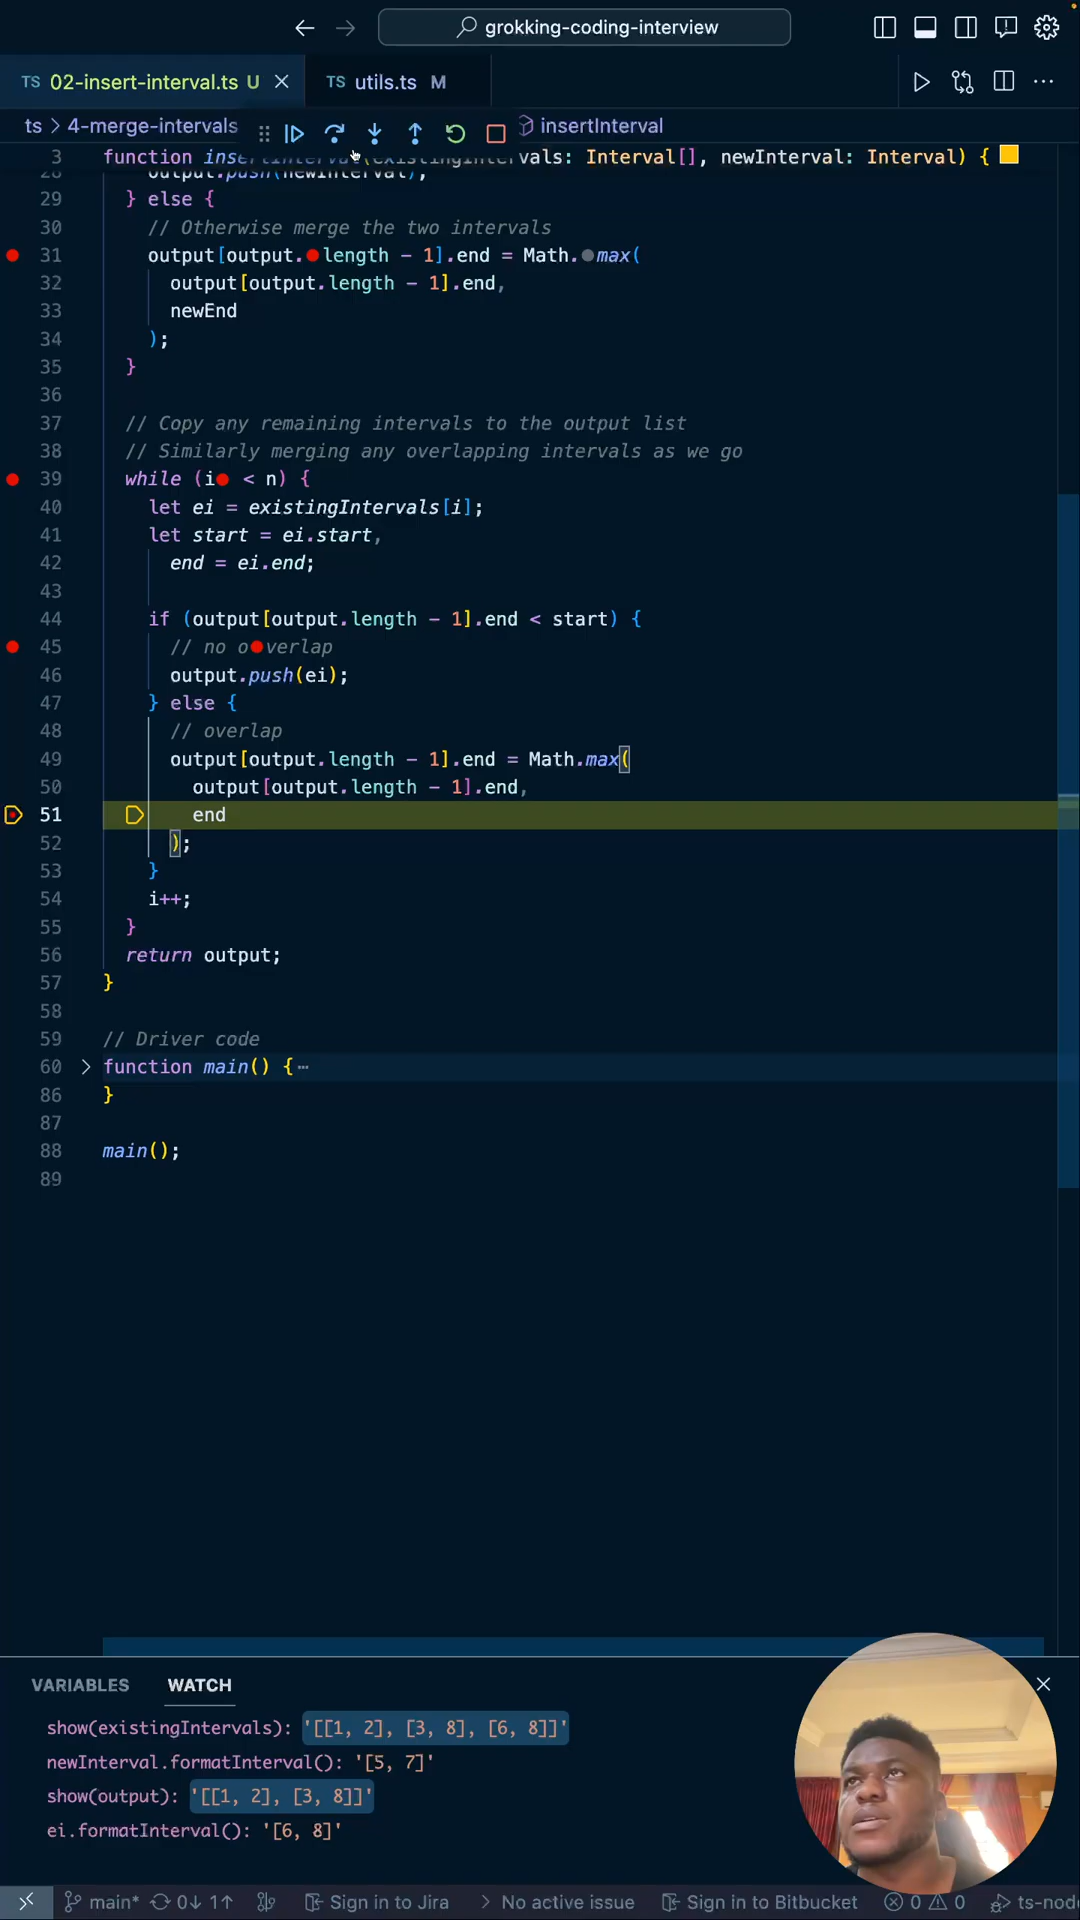 grokking-coding-interview
TS 02-insert-interval.ts U
TS utils.ts M
ts > 4-merge-intervals
insertInterval
3 function insertInterval(existingIntervals: Interval[], newInterval: Interval) {
28 output.push(newInterval);
29 } else {
30 // Otherwise merge the two intervals
31 output[output.length - 1].end = Math.max(
32 output[output.length - 1].end,
33 newEnd
34 );
35 }
36
37 // Copy any remaining intervals to the output list
38 // Similarly merging any overlapping intervals as we go
39 while (i < n) {
40 let ei = existingIntervals[i];
41 let start = ei.start,
42 end = ei.end;
43
44 if (output[output.length - 1].end < start) {
45 // no overlap
46 output.push(ei);
47 } else {
48 // overlap
49 output[output.length - 1].end = Math.max(
50 output[output.length - 1].end,
51 end
52 );
53 }
54 i++;
55 }
56 return output;
57 }
58
59 // Driver code
60 function main() { ⋯
86 }
87
88 main();
89
VARIABLES WATCH
show(existingIntervals): '[[1, 2], [3, 8], [6, 8]]'
newInterval.formatInterval(): '[5, 7]'
show(output): '[[1, 2], [3, 8]]'
ei.formatInterval(): '[6, 8]'
main* 0↓ 1↑ Sign in to Jira No active issue Sign in to Bitbucket 0 0 ts-nod